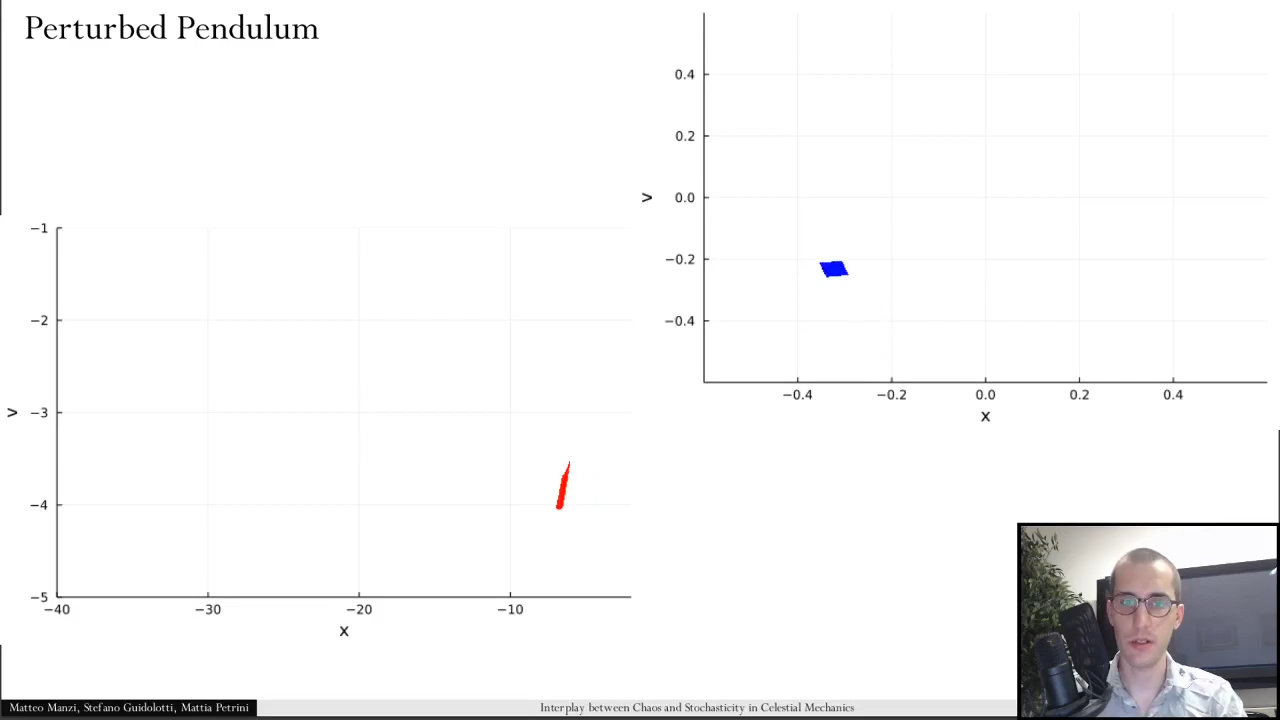 Perturbed Pendulum
0.4
0.2
0.0
−0.2
−0.4
v
−0.4 −0.2 0.0 0.2 0.4
x
−1
−2
−3
−4
−5
v
−40 −30 −20 −10
x
Matteo Manzi, Stefano Guidolotti, Mattia Petrini
Interplay between Chaos and Stochasticity in Celestial Mechanics